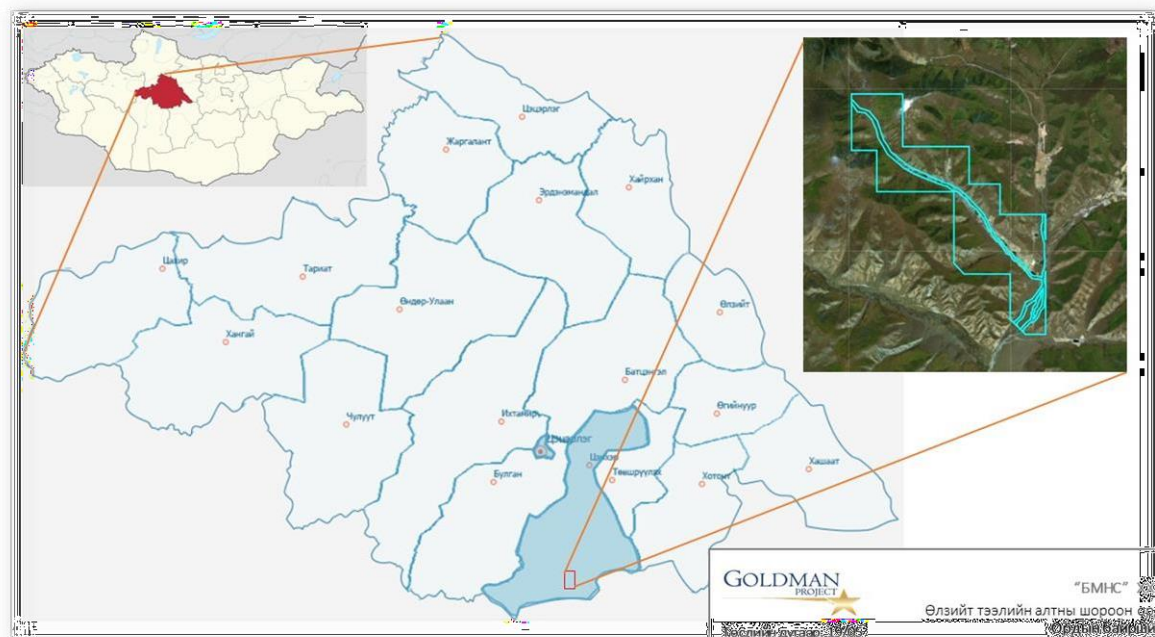 Цэцэрлэг
Жаргалант
Хайрхан
Эрдэнэмандал
Цахир
Тариат
Өндөр-Улаан
Өлзийт
Хангай
Батцэнгэл
Чулуут
Ихтамир
Өгийнуур
Цэцэрлэг
Цэнхэр
Булган
Төвшрүүлэх
Хотонт
Хашаат
GOLDMAN
PROJECT
"БМНС"
Өлзийт тээлийн алтны шороон